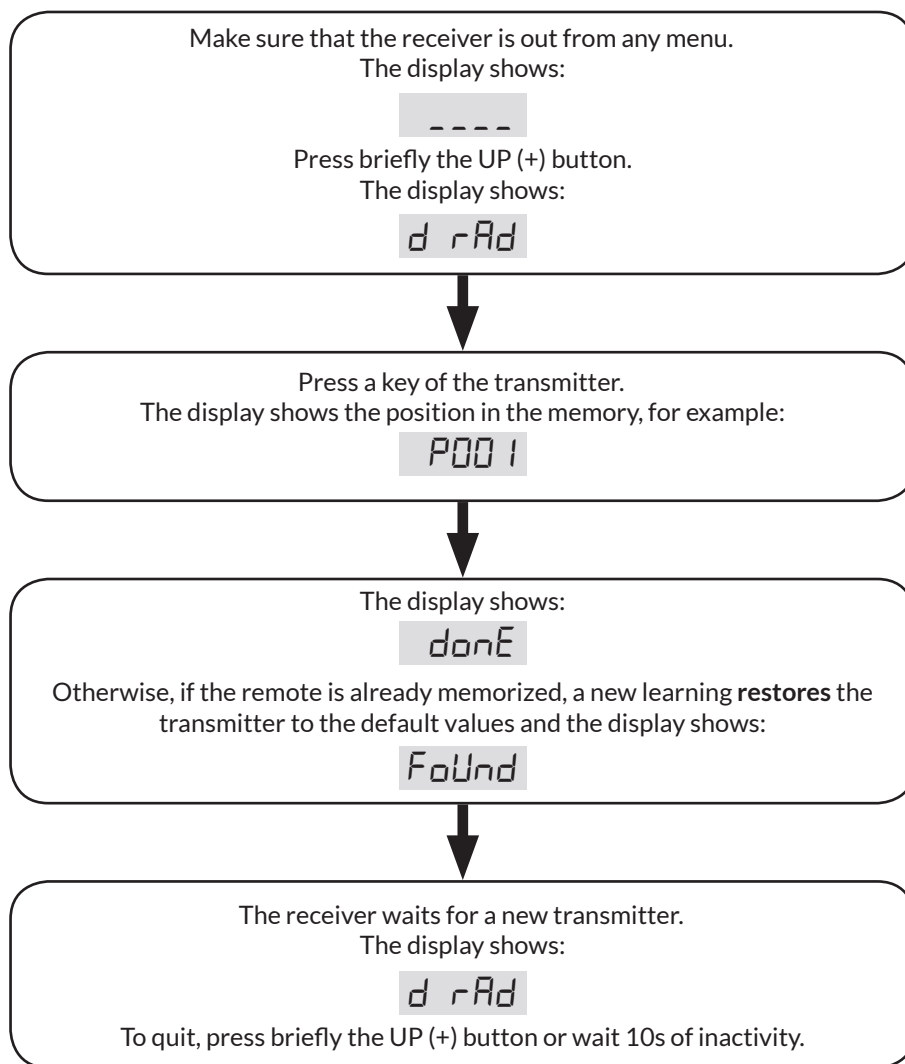 Make sure that the receiver is out from any menu.
The display shows:
_ _ _ _
Press briefly the UP (+) button.
The display shows:
d rAd
Press a key of the transmitter.
The display shows the position in the memory, for example:
P001
The display shows:
donE
Otherwise, if the remote is already memorized, a new learning restores the
transmitter to the default values and the display shows:
FoUnd
The receiver waits for a new transmitter.
The display shows:
d rAd
To quit, press briefly the UP (+) button or wait 10s of inactivity.